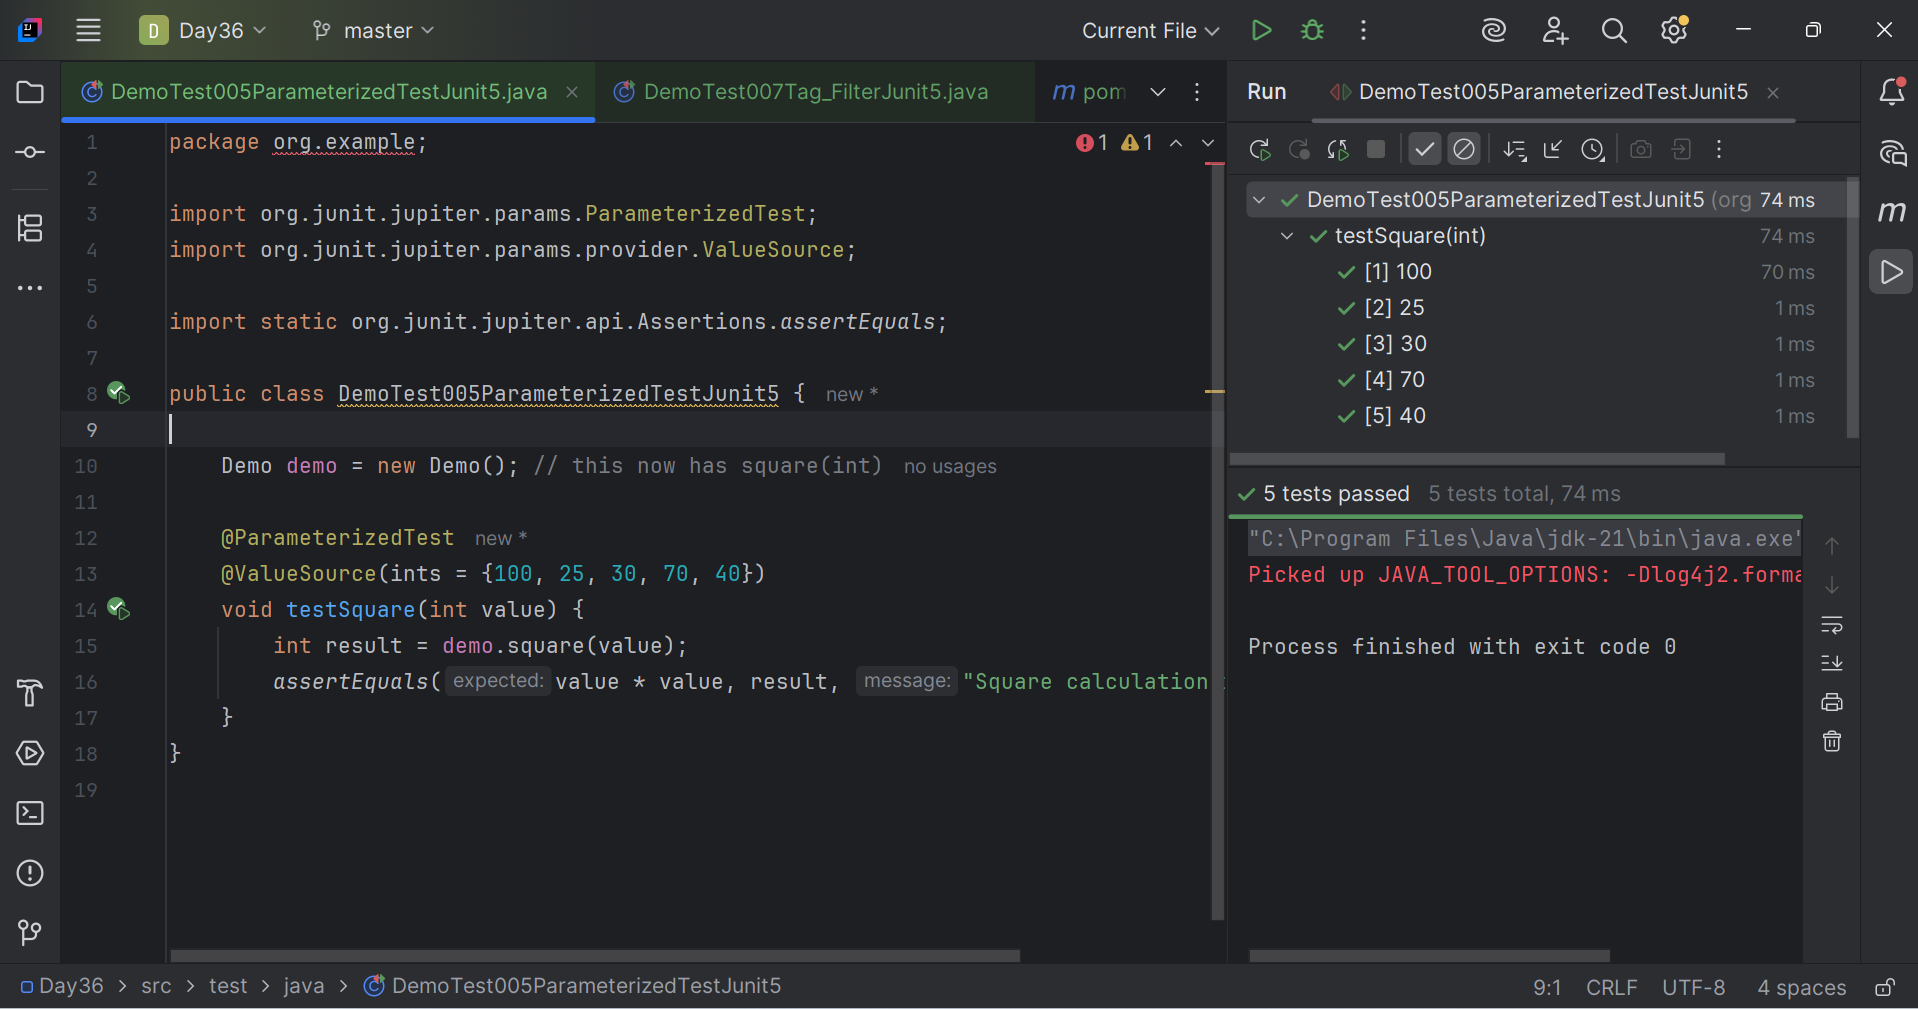 D Day36 master Current File
DemoTest005ParameterizedTestJunit5.java DemoTest007Tag_FilterJunit5.java m pom
Run DemoTest005ParameterizedTestJunit5
1 package org.example; 1 1
2
3 import org.junit.jupiter.params.ParameterizedTest;
4 import org.junit.jupiter.params.provider.ValueSource;
5
6 import static org.junit.jupiter.api.Assertions.assertEquals;
7
8 public class DemoTest005ParameterizedTestJunit5 { new *
9
10 Demo demo = new Demo(); // this now has square(int) no usages
11
12 @ParameterizedTest new *
13 @ValueSource(ints = {100, 25, 30, 70, 40})
14 void testSquare(int value) {
15 int result = demo.square(value);
16 assertEquals( expected: value * value, result, message: "Square calculation
17 }
18 }
19
DemoTest005ParameterizedTestJunit5 (org 74 ms
testSquare(int) 74 ms
[1] 100 70 ms
[2] 25 1 ms
[3] 30 1 ms
[4] 70 1 ms
[5] 40 1 ms
5 tests passed 5 tests total, 74 ms
"C:\Program Files\Java\jdk-21\bin\java.exe"
Picked up JAVA_TOOL_OPTIONS: -Dlog4j2.forma
Process finished with exit code 0
m
Day36 > src > test > java > DemoTest005ParameterizedTestJunit5
9:1 CRLF UTF-8 4 spaces